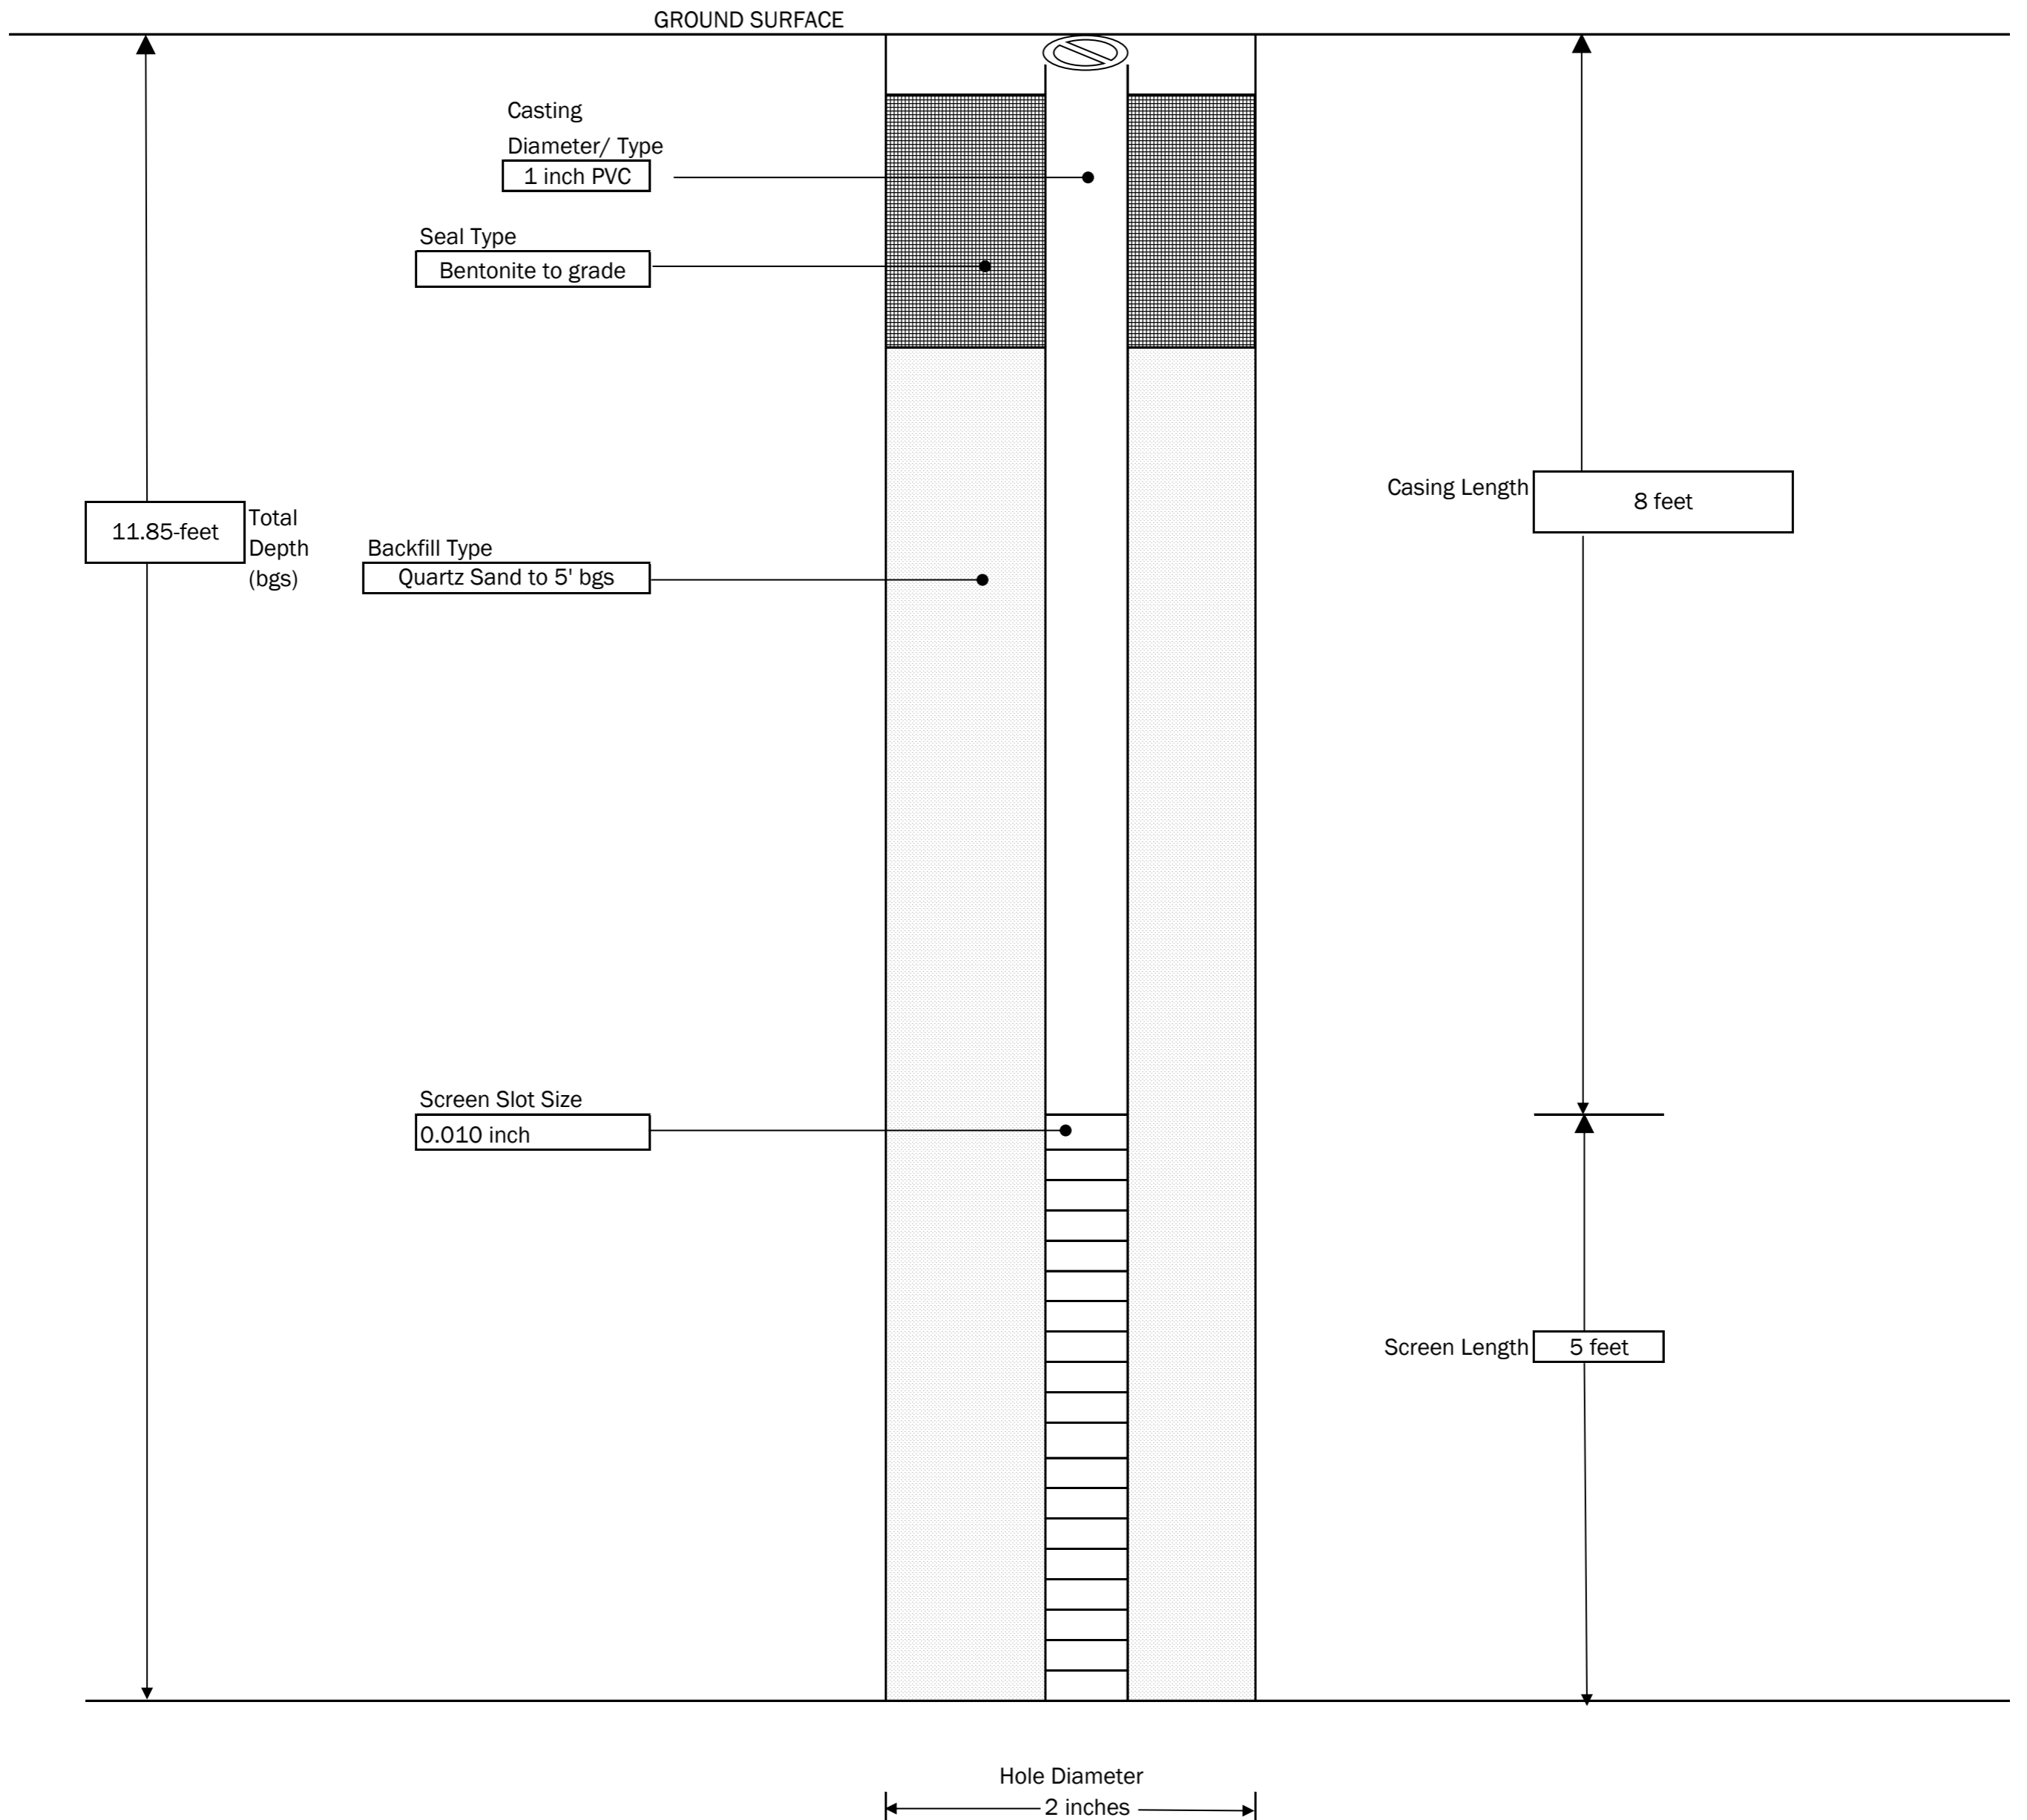 GROUND SURFACE
Casting
Diameter/ Type
1 inch PVC
Seal Type
Bentonite to grade
Casing Length
8 feet
11.85-feet
Total
Depth
(bgs)
Backfill Type
Quartz Sand to 5' bgs
Screen Slot Size
0.010 inch
Screen Length
5 feet
Hole Diameter
2 inches